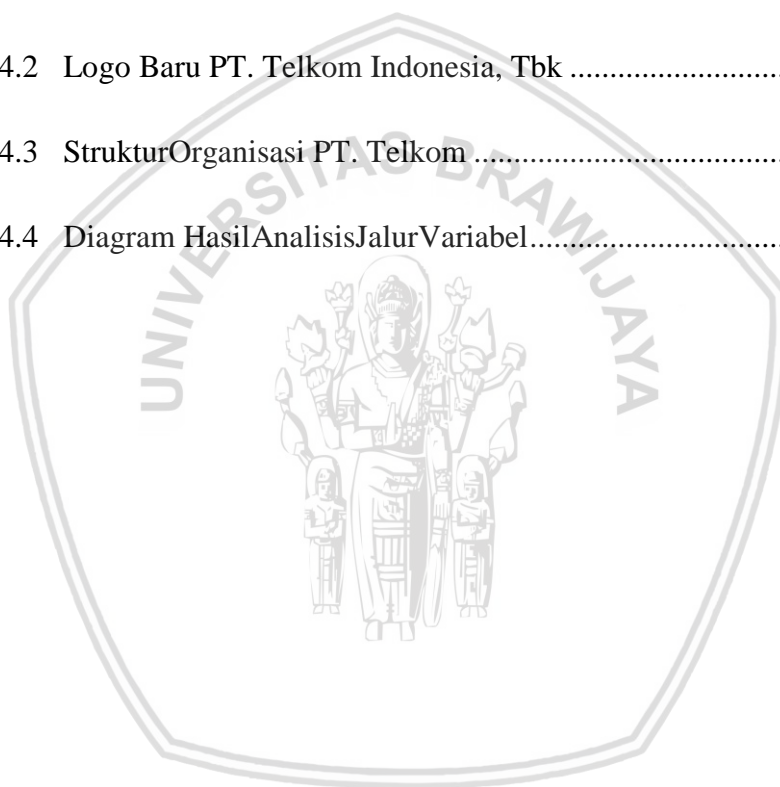 4.2 Logo Baru PT. Telkom Indonesia, Tbk ..........................
4.3 StrukturOrganisasi PT. Telkom ......................................
4.4 Diagram HasilAnalisisJalurVariabel...............................
UNIVERSITAS BRAWIJAYA